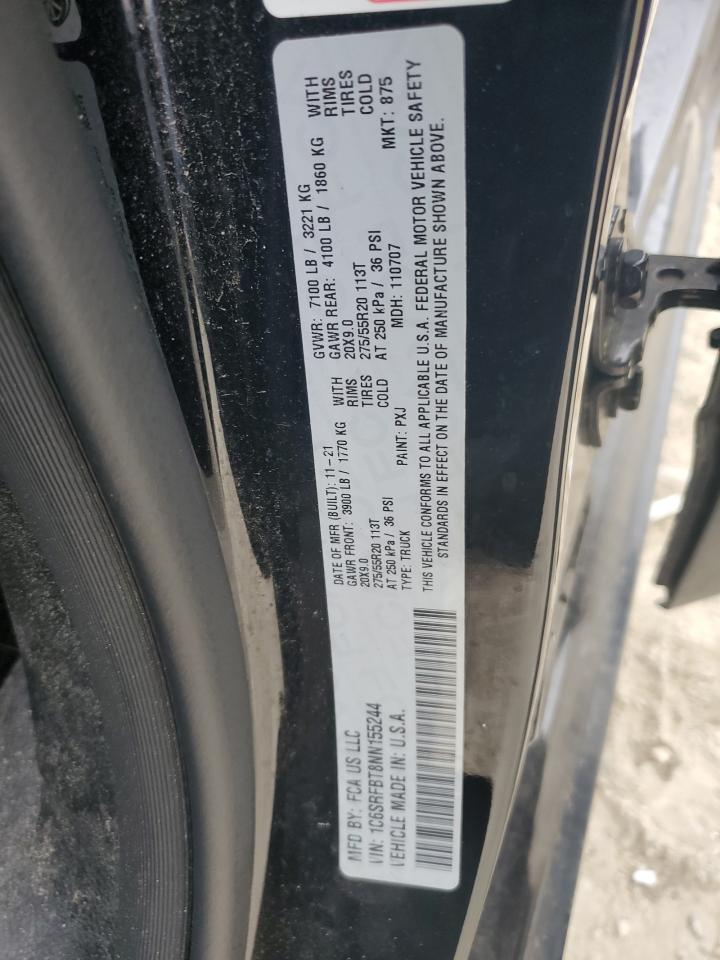 MFD BY: FCA US LLC
VIN: 1C6SRFBT8NN155244
VEHICLE MADE IN: U.S.A.
DATE OF MFR (BUILT): 11-21
GAWR FRONT: 3900 LB / 1770 KG WITH
20X9.0 RIMS
275/55R20 113T TIRES
AT 250 kPa / 36 PSI COLD
TYPE: TRUCK PAINT: PXJ
GVWR: 7100 LB / 3221 KG
GAWR REAR: 4100 LB / 1860 KG WITH
20X9.0 RIMS
275/55R20 113T TIRES
AT 250 kPa / 36 PSI COLD
MDH: 110707 MKT: 875
THIS VEHICLE CONFORMS TO ALL APPLICABLE U.S.A. FEDERAL MOTOR VEHICLE SAFETY
STANDARDS IN EFFECT ON THE DATE OF MANUFACTURE SHOWN ABOVE.